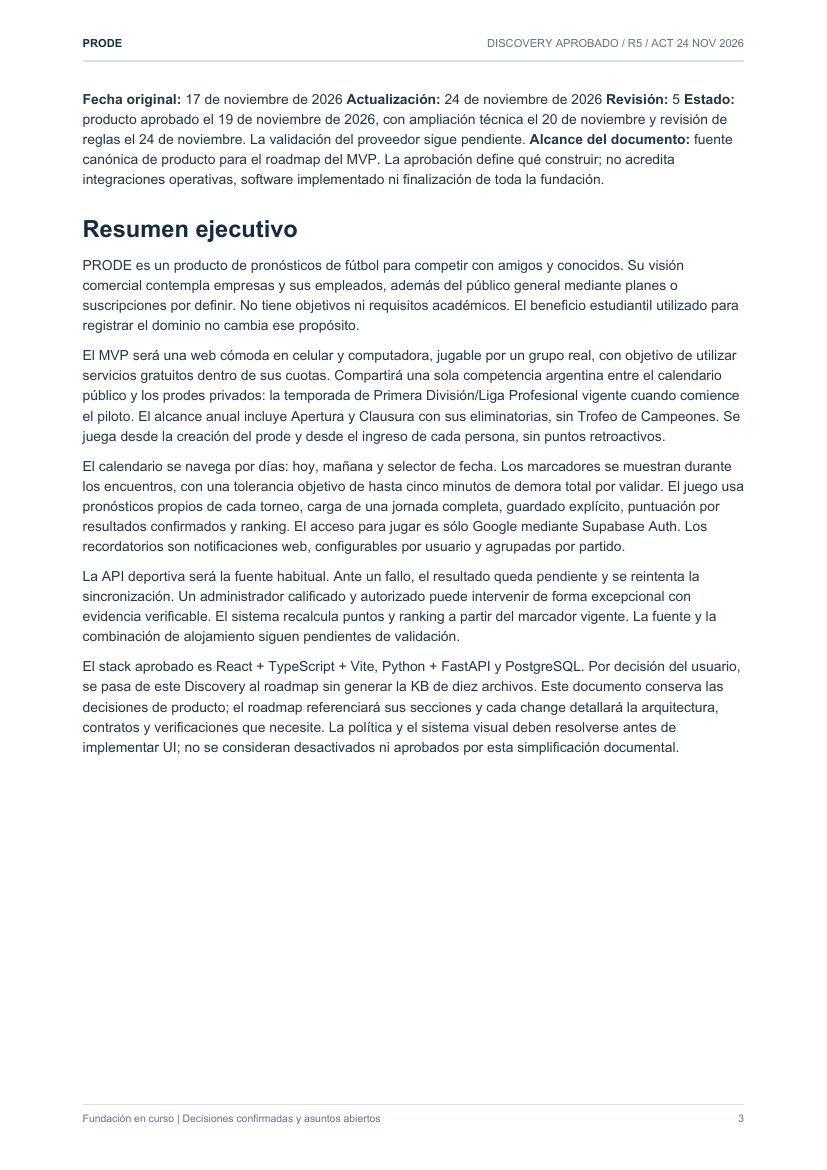 PRODE
DISCOVERY APROBADO / R5 / ACT 24 NOV 2026
Fecha original: 17 de noviembre de 2026 Actualización: 24 de noviembre de 2026 Revisión: 5 Estado:
producto aprobado el 19 de noviembre de 2026, con ampliación técnica el 20 de noviembre y revisión de
reglas el 24 de noviembre. La validación del proveedor sigue pendiente. Alcance del documento: fuente
canónica de producto para el roadmap del MVP. La aprobación define qué construir; no acredita
integraciones operativas, software implementado ni finalización de toda la fundación.
Resumen ejecutivo
PRODE es un producto de pronósticos de fútbol para competir con amigos y conocidos. Su visión
comercial contempla empresas y sus empleados, además del público general mediante planes o
suscripciones por definir. No tiene objetivos ni requisitos académicos. El beneficio estudiantil utilizado para
registrar el dominio no cambia ese propósito.
El MVP será una web cómoda en celular y computadora, jugable por un grupo real, con objetivo de utilizar
servicios gratuitos dentro de sus cuotas. Compartirá una sola competencia argentina entre el calendario
público y los prodes privados: la temporada de Primera División/Liga Profesional vigente cuando comience
el piloto. El alcance anual incluye Apertura y Clausura con sus eliminatorias, sin Trofeo de Campeones. Se
juega desde la creación del prode y desde el ingreso de cada persona, sin puntos retroactivos.
El calendario se navega por días: hoy, mañana y selector de fecha. Los marcadores se muestran durante
los encuentros, con una tolerancia objetivo de hasta cinco minutos de demora total por validar. El juego usa
pronósticos propios de cada torneo, carga de una jornada completa, guardado explícito, puntuación por
resultados confirmados y ranking. El acceso para jugar es sólo Google mediante Supabase Auth. Los
recordatorios son notificaciones web, configurables por usuario y agrupadas por partido.
La API deportiva será la fuente habitual. Ante un fallo, el resultado queda pendiente y se reintenta la
sincronización. Un administrador calificado y autorizado puede intervenir de forma excepcional con
evidencia verificable. El sistema recalcula puntos y ranking a partir del marcador vigente. La fuente y la
combinación de alojamiento siguen pendientes de validación.
El stack aprobado es React + TypeScript + Vite, Python + FastAPI y PostgreSQL. Por decisión del usuario,
se pasa de este Discovery al roadmap sin generar la KB de diez archivos. Este documento conserva las
decisiones de producto; el roadmap referenciará sus secciones y cada change detallará la arquitectura,
contratos y verificaciones que necesite. La política y el sistema visual deben resolverse antes de
implementar UI; no se consideran desactivados ni aprobados por esta simplificación documental.
Fundación en curso | Decisiones confirmadas y asuntos abiertos
3